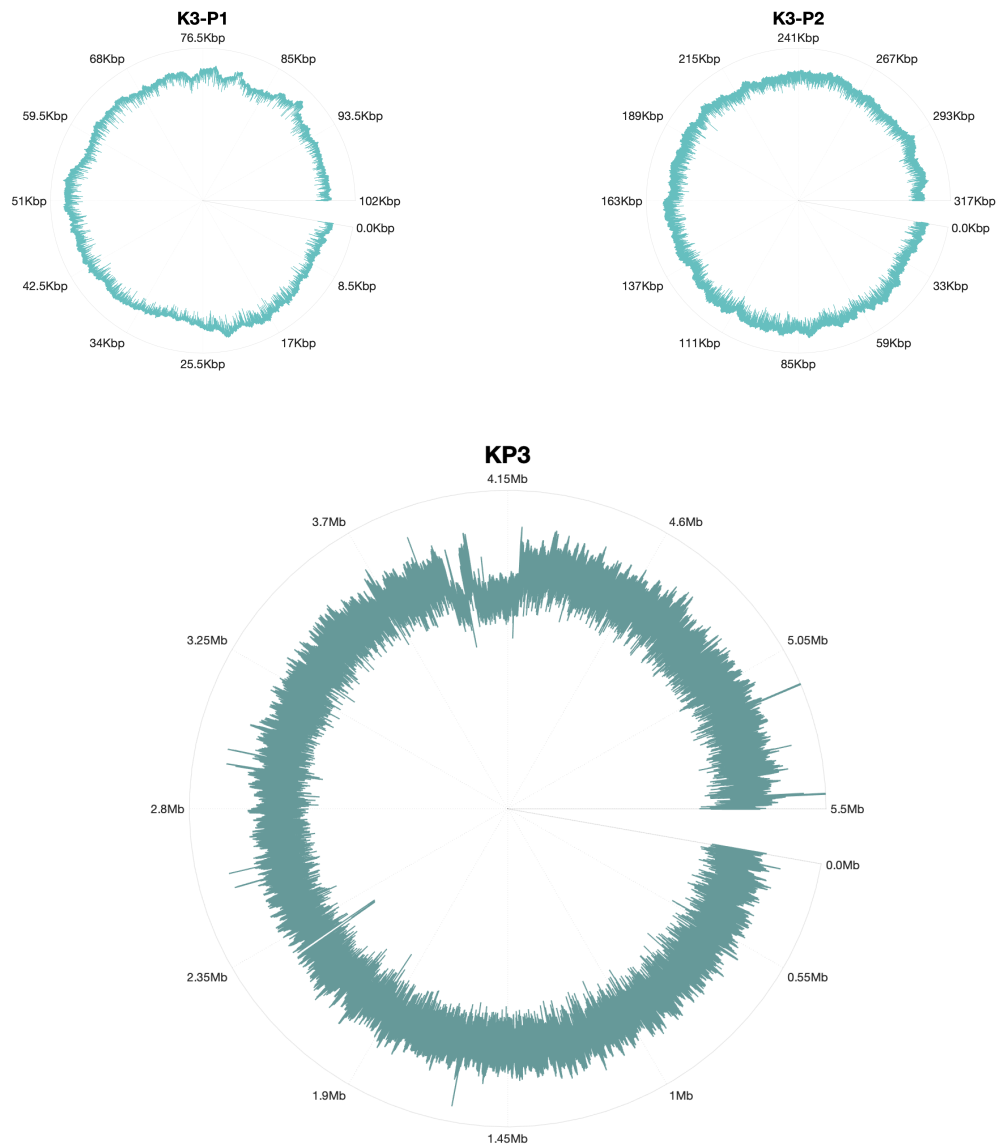 K3-P1
76.5Kbp
68Kbp
85Kbp
59.5Kbp
93.5Kbp
51Kbp
102Kbp
0.0Kbp
42.5Kbp
8.5Kbp
34Kbp
17Kbp
25.5Kbp
K3-P2
241Kbp
215Kbp
267Kbp
189Kbp
293Kbp
163Kbp
317Kbp
0.0Kbp
137Kbp
33Kbp
111Kbp
59Kbp
85Kbp
KP3
4.15Mb
3.7Mb
4.6Mb
3.25Mb
5.05Mb
2.8Mb
5.5Mb
0.0Mb
2.35Mb
0.55Mb
1.9Mb
1Mb
1.45Mb